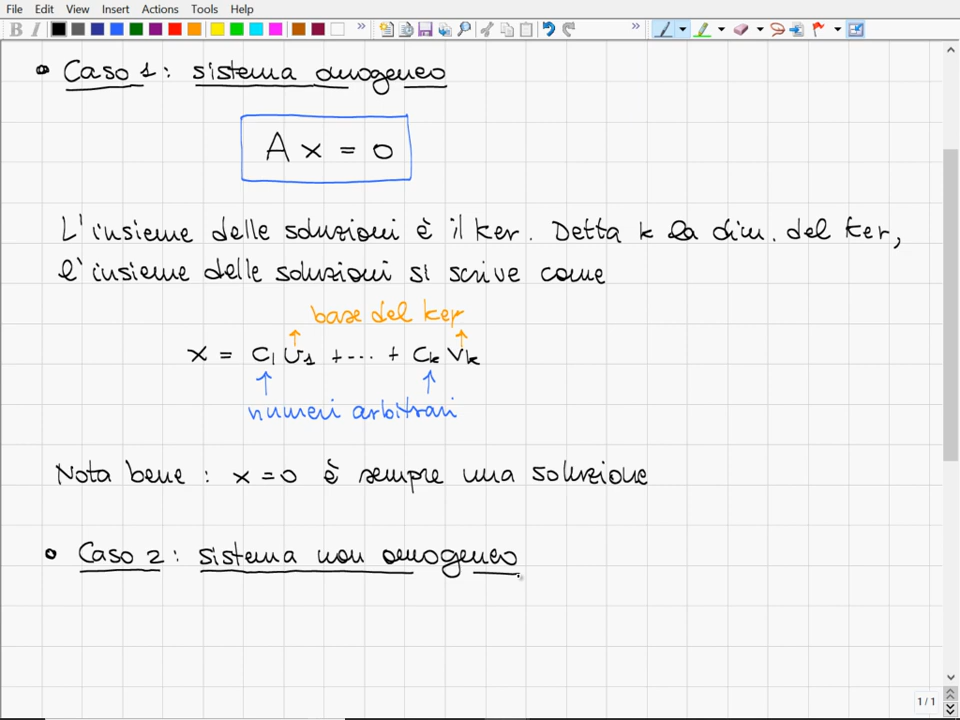 File Edit View Insert Actions Tools Help
B I
• Caso 1: sistema omogeneo
A x = 0
L'insieme delle soluzioni è il ker. Detta k la dim. del ker,
l'insieme delle soluzioni si scrive come
base del ker
x = c₁ v₁ + ... + cₖ vₖ
numeri arbitrari
Nota bene: x = 0 è sempre una soluzione
• Caso 2: sistema non omogeneo
1/1